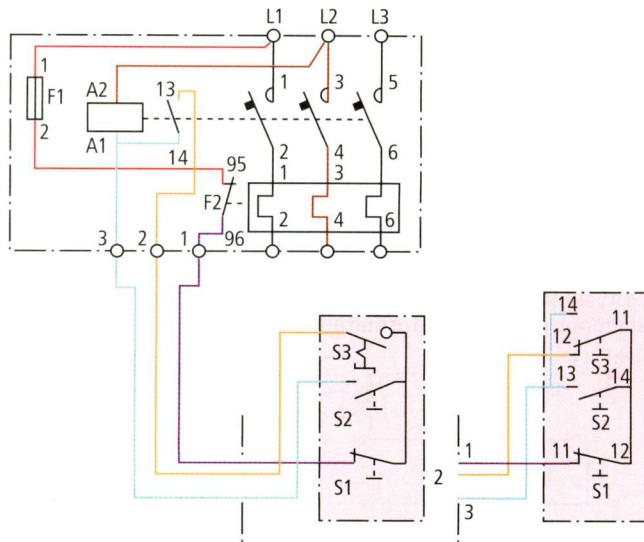 L1 L2 L3
1 A2 13 1 3 5
F1
2 A1
14 95 2 4 6
1 3
F2
2 4 6
3 2 1 96
14
11
12
S3 S3
13 14
S2 S2
1 11 12
S1 2 S1
3